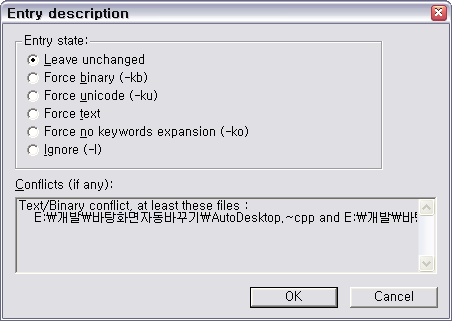 Entry description
Entry state:
Leave unchanged
Force binary (-kb)
Force unicode (-ku)
Force text
Force no keywords expansion (-ko)
Ignore (-I)
Conflicts (if any):
Text/Binary conflict, at least these files :
E:₩개발₩바탕화면자동바꾸기₩AutoDesktop.~cpp and E:₩개발₩바탕
OK
Cancel